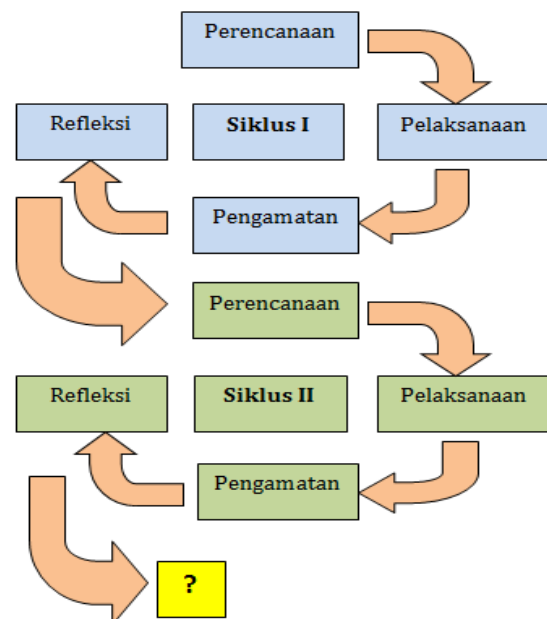 Perencanaan
Refleksi
Siklus I
Pelaksanaan
Pengamatan
Perencanaan
Refleksi
Siklus II
Pelaksanaan
Pengamatan
?